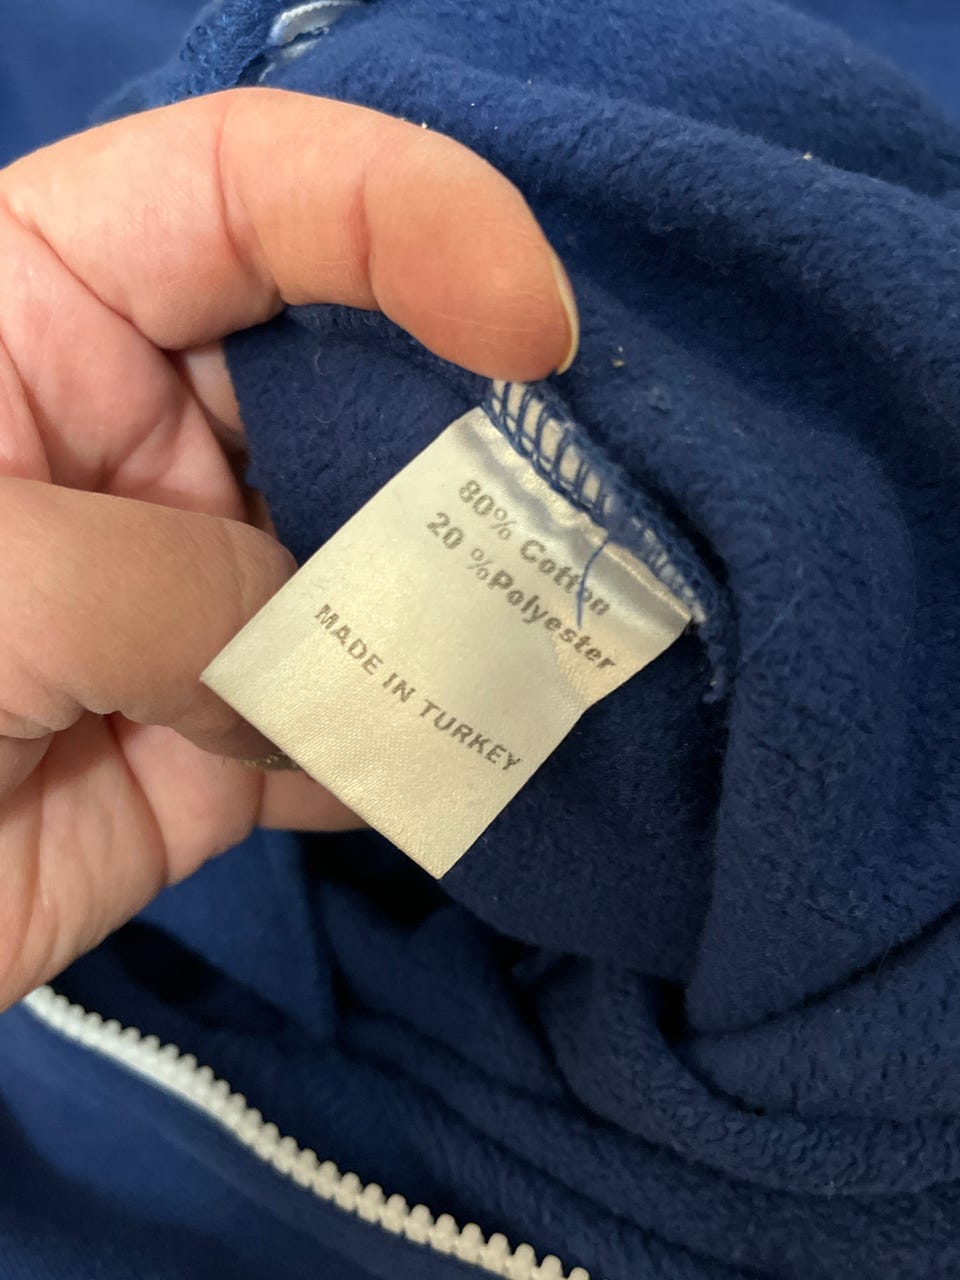 80% Cotton
20 %Polyester
MADE IN TURKEY